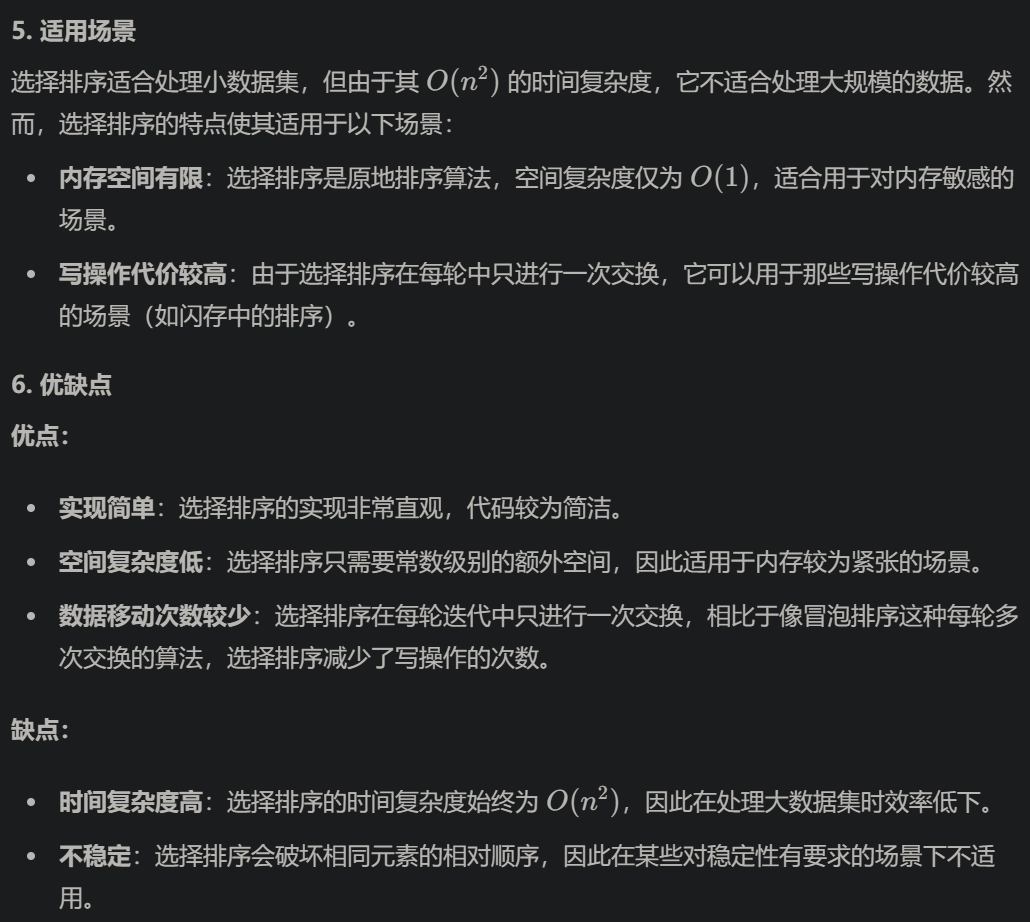 5. 适用场景
选择排序适合处理小数据集，但由于其 O(n²) 的时间复杂度，它不适合处理大规模的数据。然
而，选择排序的特点使其适用于以下场景：
• 内存空间有限：选择排序是原地排序算法，空间复杂度仅为 O(1)，适合用于对内存敏感的
场景。
• 写操作代价较高：由于选择排序在每轮中只进行一次交换，它可以用于那些写操作代价较高
的场景（如闪存中的排序）。
6. 优缺点
优点：
• 实现简单：选择排序的实现非常直观，代码较为简洁。
• 空间复杂度低：选择排序只需要常数级别的额外空间，因此适用于内存较为紧张的场景。
• 数据移动次数较少：选择排序在每轮迭代中只进行一次交换，相比于像冒泡排序这种每轮多
次交换的算法，选择排序减少了写操作的次数。
缺点：
• 时间复杂度高：选择排序的时间复杂度始终为 O(n²)，因此在处理大数据集时效率低下。
• 不稳定：选择排序会破坏相同元素的相对顺序，因此在某些对稳定性有要求的场景下不适
用。